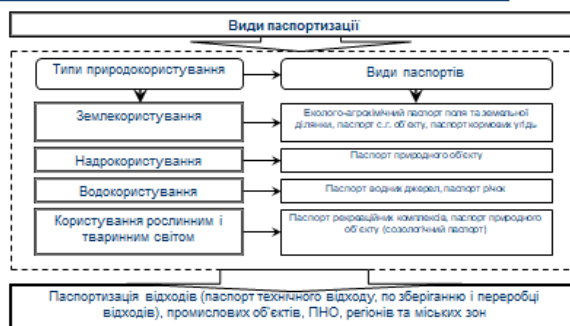 Види паспортизації
Типи природокористування
Види паспортів
Землекористування
Еколого-агрохімічний паспорт поля та земельної
ділянки, паспорт с.г. об'єкту, паспорт кормових угідь
Надрокористування
Паспорт природного об'єкту
Водокористування
Паспорт водних джерел, паспорт річок
Користування рослинним і
тваринним світом
Паспорт рекреаційних комплексів, паспорт природного
об'єкту (созологічний паспорт)
Паспортизація відходів (паспорт технічного відходу, по зберіганню і переробці
відходів), промислових об'єктів, ПНО, регіонів та міських зон